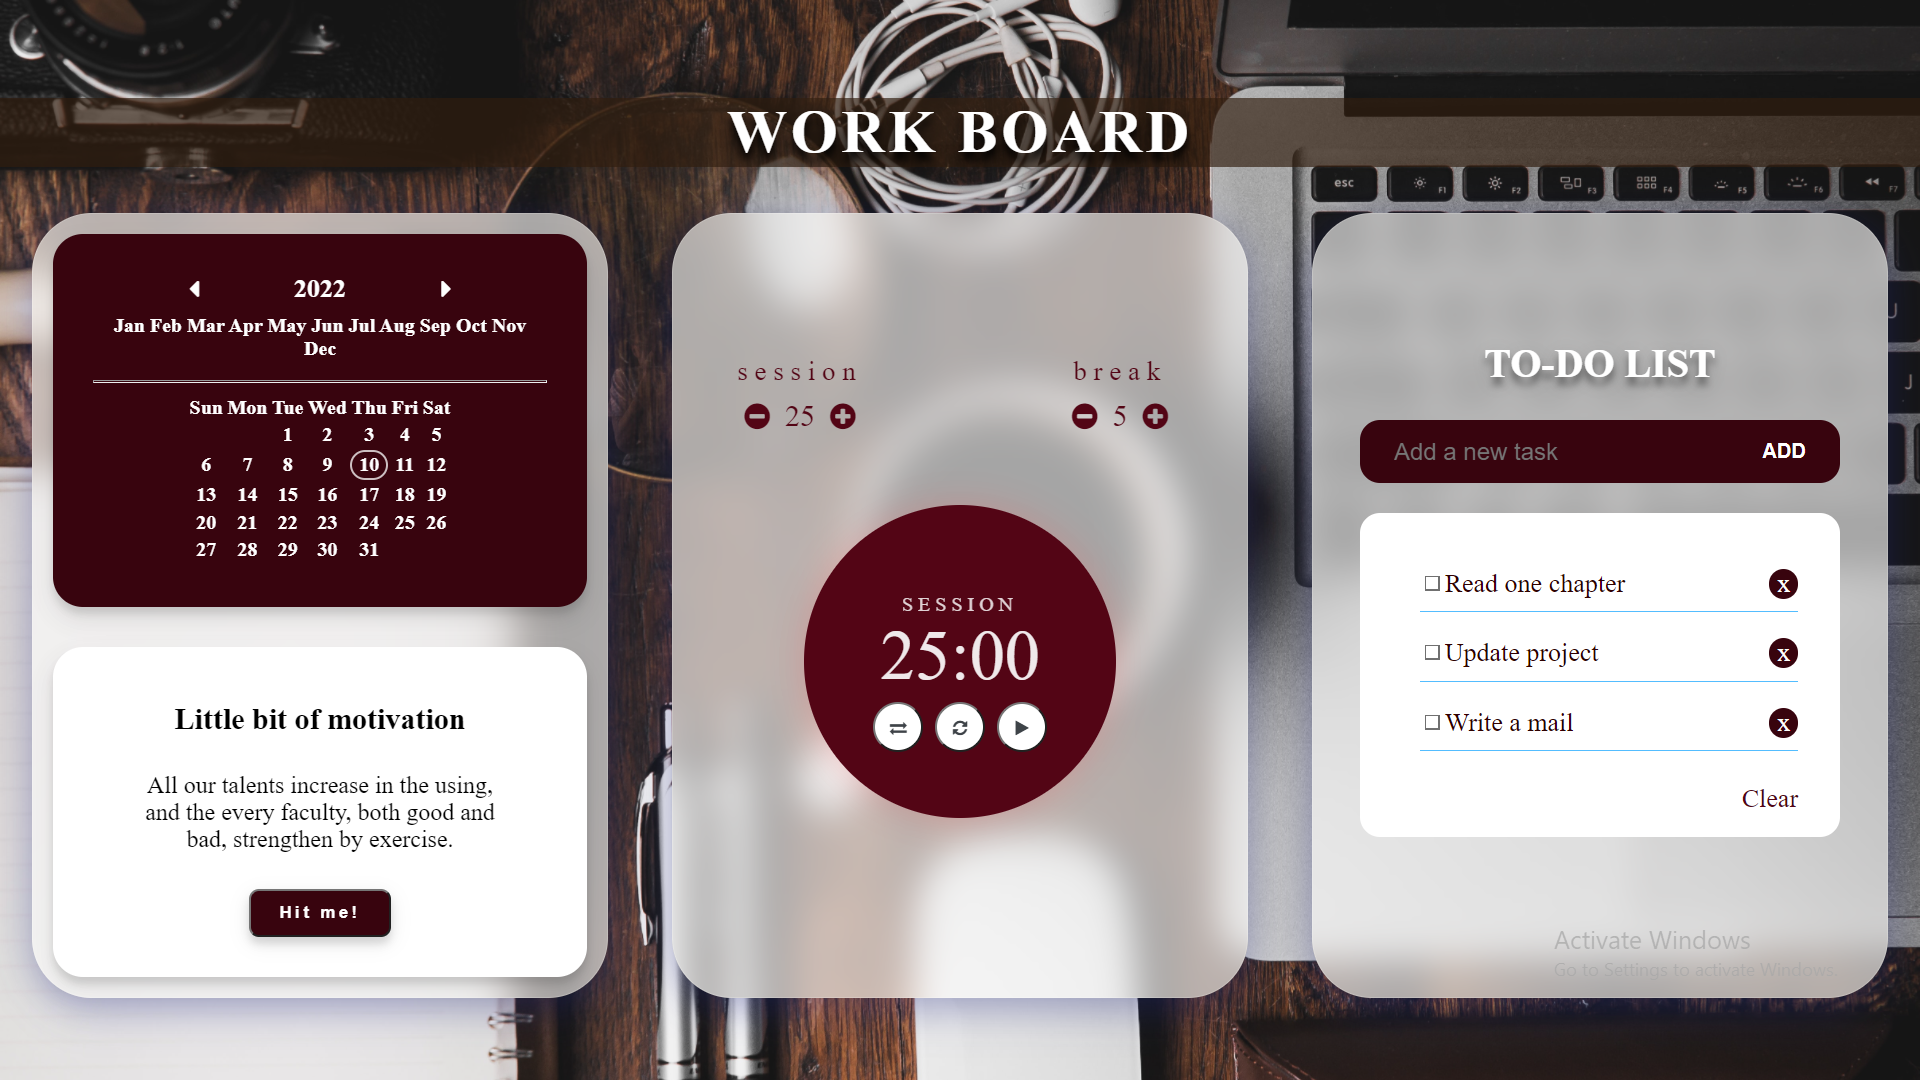 WORK BOARD
esc F1 F2 F3 F4 F5 F6 F7
2022
Jan Feb Mar Apr May Jun Jul Aug Sep Oct Nov
Dec
Sun Mon Tue Wed Thu Fri Sat
1 2 3 4 5
6 7 8 9 10 11 12
13 14 15 16 17 18 19
20 21 22 23 24 25 26
27 28 29 30 31
Little bit of motivation
All our talents increase in the using,
and the every faculty, both good and
bad, strengthen by exercise.
Hit me!
session
25
break
5
SESSION
25:00
TO-DO LIST
Add a new task ADD
Read one chapter x
Update project x
Write a mail x
Clear
Activate Windows
Go to Settings to activate Windows.
U
J